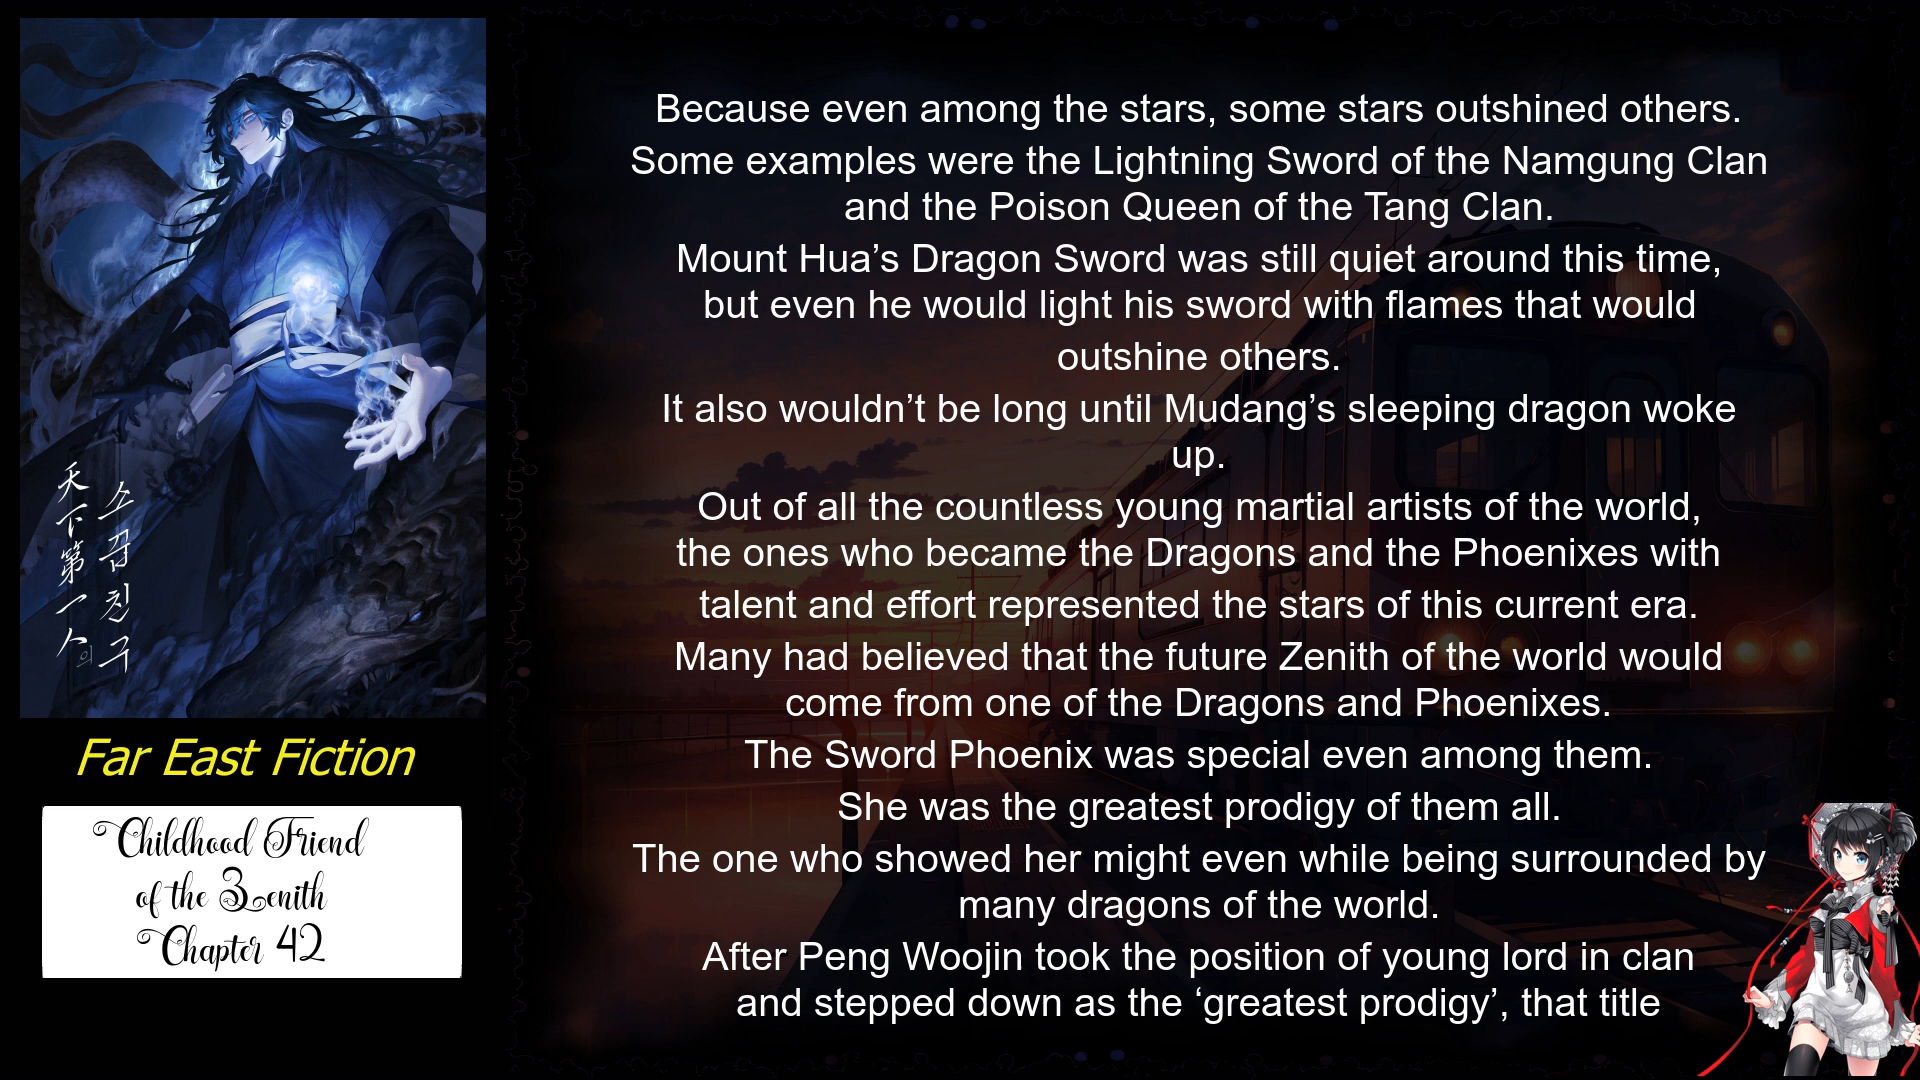 天下第一人의
소꿉친구
Far East Fiction
Childhood Friend
of the Zenith
Chapter 42
Because even among the stars, some stars outshined others.
Some examples were the Lightning Sword of the Namgung Clan
and the Poison Queen of the Tang Clan.
Mount Hua’s Dragon Sword was still quiet around this time,
but even he would light his sword with flames that would
outshine others.
It also wouldn’t be long until Mudang’s sleeping dragon woke
up.
Out of all the countless young martial artists of the world,
the ones who became the Dragons and the Phoenixes with
talent and effort represented the stars of this current era.
Many had believed that the future Zenith of the world would
come from one of the Dragons and Phoenixes.
The Sword Phoenix was special even among them.
She was the greatest prodigy of them all.
The one who showed her might even while being surrounded by
many dragons of the world.
After Peng Woojin took the position of young lord in clan
and stepped down as the ‘greatest prodigy’, that title